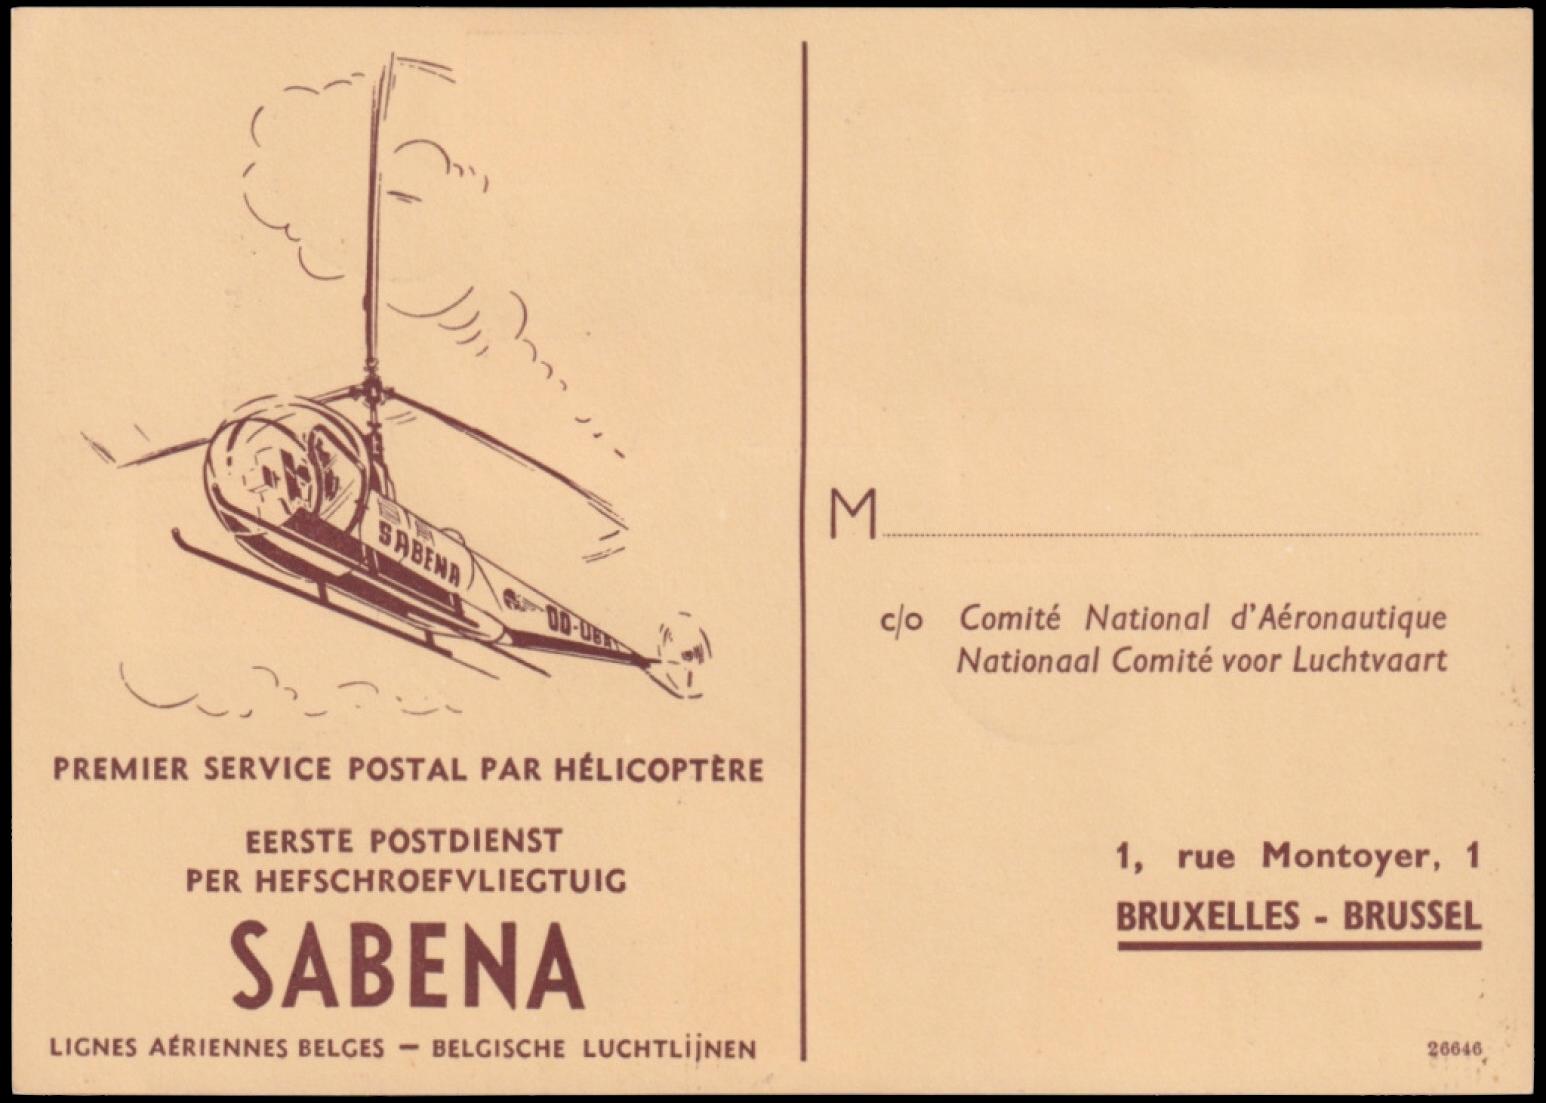 SABENA
OO-UBA
PREMIER SERVICE POSTAL PAR HÉLICOPTÈRE
EERSTE POSTDIENST
PER HEFSCHROEFVLIEGTUIG
SABENA
LIGNES AÉRIENNES BELGES — BELGISCHE LUCHTLIJNEN
M
c/o Comité National d'Aéronautique
Nationaal Comité voor Luchtvaart
1, rue Montoyer, 1
BRUXELLES - BRUSSEL
26646